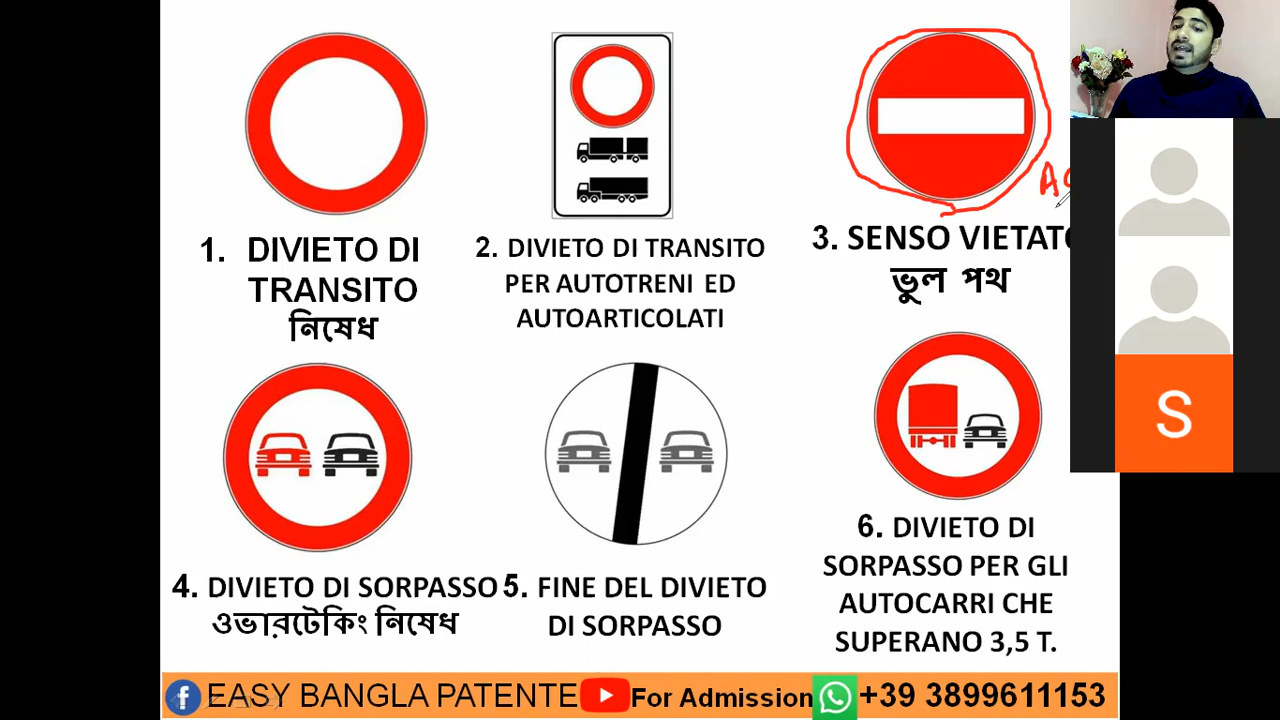 1. DIVIETO DI
TRANSITO
নিষেধ
2. DIVIETO DI TRANSITO
PER AUTOTRENI ED
AUTOARTICOLATI
3. SENSO VIETATO
ভুল পথ
4. DIVIETO DI SORPASSO
ওভারটেকিং নিষেধ
5. FINE DEL DIVIETO
DI SORPASSO
6. DIVIETO DI
SORPASSO PER GLI
AUTOCARRI CHE
SUPERANO 3,5 T.
S
EASY BANGLA PATENTE For Admission +39 3899611153